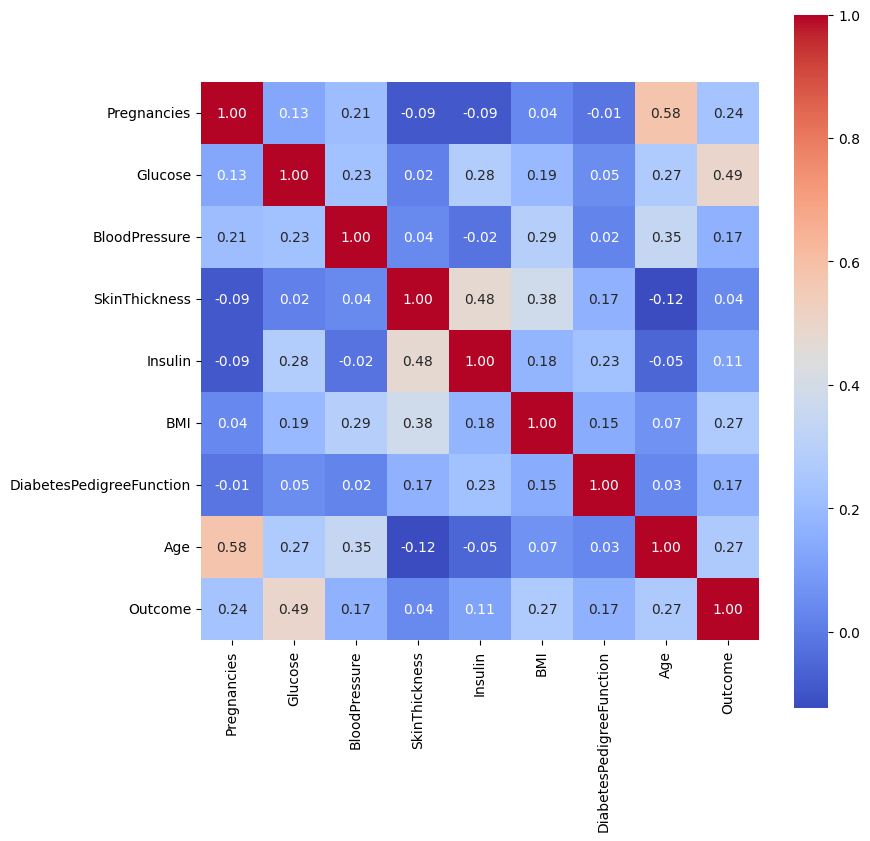 1.0
Pregnancies 1.00 0.13 0.21 -0.09 -0.09 0.04 -0.01 0.58 0.24
0.8
Glucose 0.13 1.00 0.23 0.02 0.28 0.19 0.05 0.27 0.49
BloodPressure 0.21 0.23 1.00 0.04 -0.02 0.29 0.02 0.35 0.17
0.6
SkinThickness -0.09 0.02 0.04 1.00 0.48 0.38 0.17 -0.12 0.04
Insulin -0.09 0.28 -0.02 0.48 1.00 0.18 0.23 -0.05 0.11
0.4
BMI 0.04 0.19 0.29 0.38 0.18 1.00 0.15 0.07 0.27
DiabetesPedigreeFunction -0.01 0.05 0.02 0.17 0.23 0.15 1.00 0.03 0.17
0.2
Age 0.58 0.27 0.35 -0.12 -0.05 0.07 0.03 1.00 0.27
Outcome 0.24 0.49 0.17 0.04 0.11 0.27 0.17 0.27 1.00
0.0
Pregnancies
Glucose
BloodPressure
SkinThickness
Insulin
BMI
DiabetesPedigreeFunction
Age
Outcome